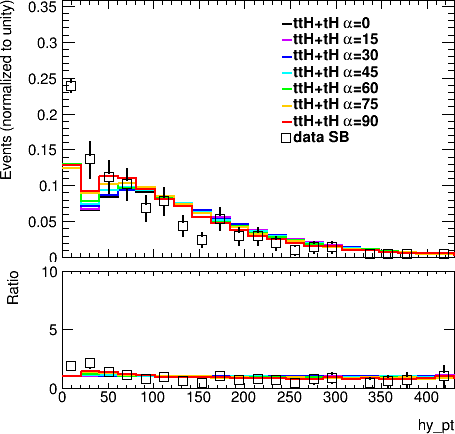 Events (normalized to unity)
0.35
0.3
0.25
0.2
0.15
0.1
0.05
0
ttH+tH α=0
ttH+tH α=15
ttH+tH α=30
ttH+tH α=45
ttH+tH α=60
ttH+tH α=75
ttH+tH α=90
data SB
Ratio
10
5
0
0 50 100 150 200 250 300 350 400
hy_pt